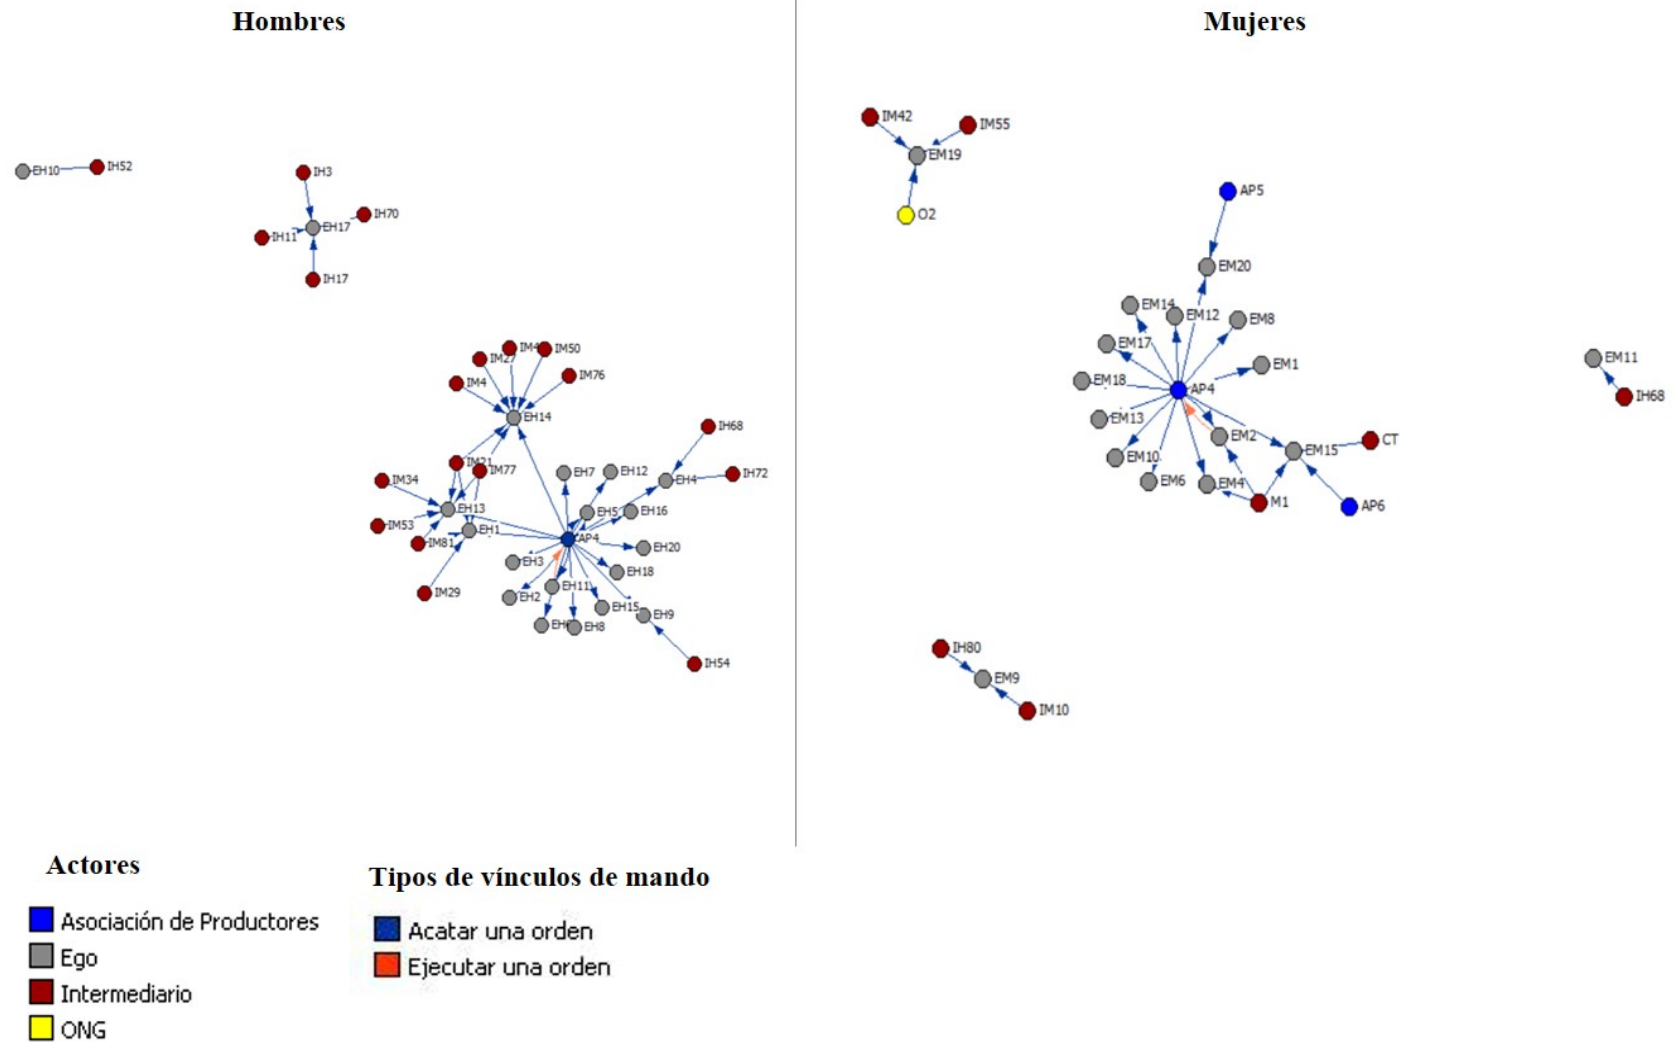 Hombres
Mujeres
EH10
IH52
IH3
IH70
EH17
IH11
IH17
IM4
IM50
IM27
IM76
IM4
EH14
IH68
IM21
IM77
IM34
EH7
EH12
EH4
IH72
EH13
EH5
EH16
IM53
EH1
IM81
AP4
EH20
EH3
EH18
EH11
IM29
EH2
EH15
EH9
EH8
IH54
IM42
IM55
EM19
O2
AP5
EM20
EM14
EM12
EM8
EM17
EM1
EM18
AP4
EM13
EM2
EM15
CT
EM10
EM6
EM4
M1
AP6
EM11
IH68
IH80
EM9
IM10
Actores
Asociación de Productores
Ego
Intermediario
ONG
Tipos de vínculos de mando
Acatar una orden
Ejecutar una orden